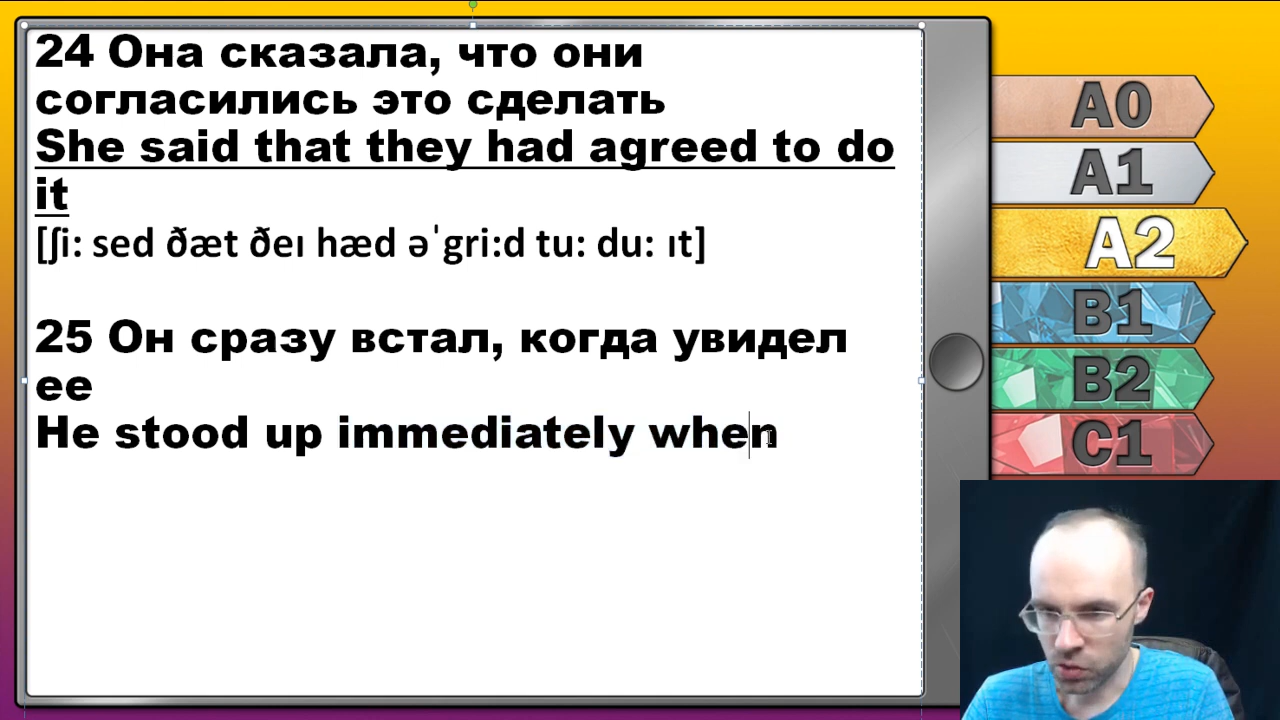 24 Она сказала, что они
согласились это сделать
She said that they had agreed to do
it
[ʃi: sed ðæt ðeɪ hæd əˈgri:d tu: du: ɪt]
25 Он сразу встал, когда увидел
ее
He stood up immediately when
A0
A1
A2
B1
B2
C1